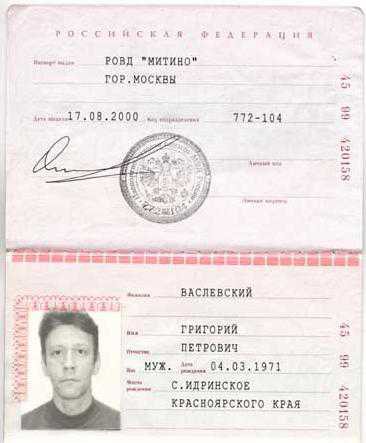 РОССИЙСКАЯ ФЕДЕРАЦИЯ
Паспорт выдан РОВД "МИТИНО"
ГОР.МОСКВЫ
Дата выдачи 17.08.2000 Код подразделения 772-104
Личный код
Личная подпись
45 99 420158
Фамилия ВАСЛЕВСКИЙ
Имя ГРИГОРИЙ
Отчество ПЕТРОВИЧ
Пол МУЖ. Дата рождения 04.03.1971
Место рождения С.ИДРИНСКОЕ
КРАСНОЯРСКОГО КРАЯ
45 99 420158